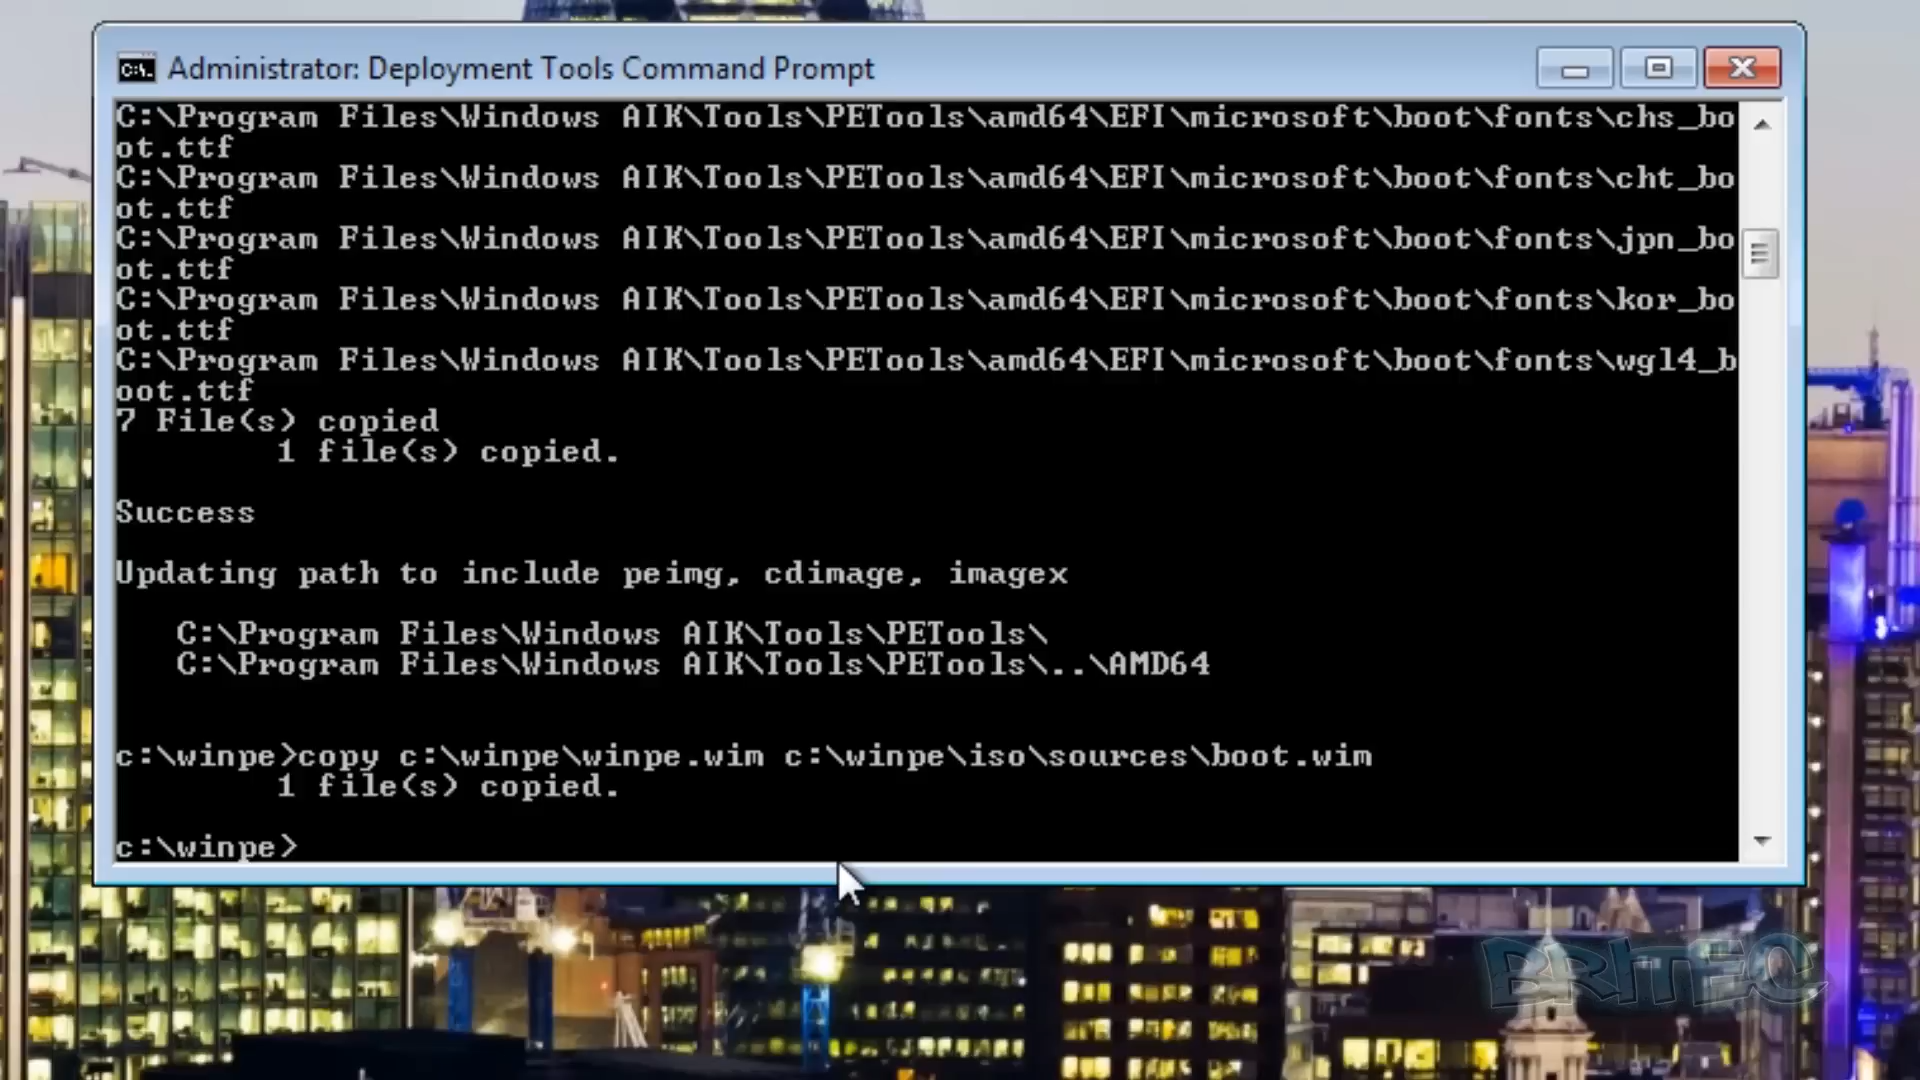 Administrator: Deployment Tools Command Prompt
C:\Program Files\Windows AIK\Tools\PETools\amd64\EFI\microsoft\boot\fonts\chs_bo
ot.ttf
C:\Program Files\Windows AIK\Tools\PETools\amd64\EFI\microsoft\boot\fonts\cht_bo
ot.ttf
C:\Program Files\Windows AIK\Tools\PETools\amd64\EFI\microsoft\boot\fonts\jpn_bo
ot.ttf
C:\Program Files\Windows AIK\Tools\PETools\amd64\EFI\microsoft\boot\fonts\kor_bo
ot.ttf
C:\Program Files\Windows AIK\Tools\PETools\amd64\EFI\microsoft\boot\fonts\wgl4_b
oot.ttf
7 File(s) copied
1 file(s) copied.
Success
Updating path to include peimg, cdimage, imagex
C:\Program Files\Windows AIK\Tools\PETools\
C:\Program Files\Windows AIK\Tools\PETools\..\AMD64
c:\winpe>copy c:\winpe\winpe.wim c:\winpe\iso\sources\boot.wim
1 file(s) copied.
c:\winpe>
BRITEC